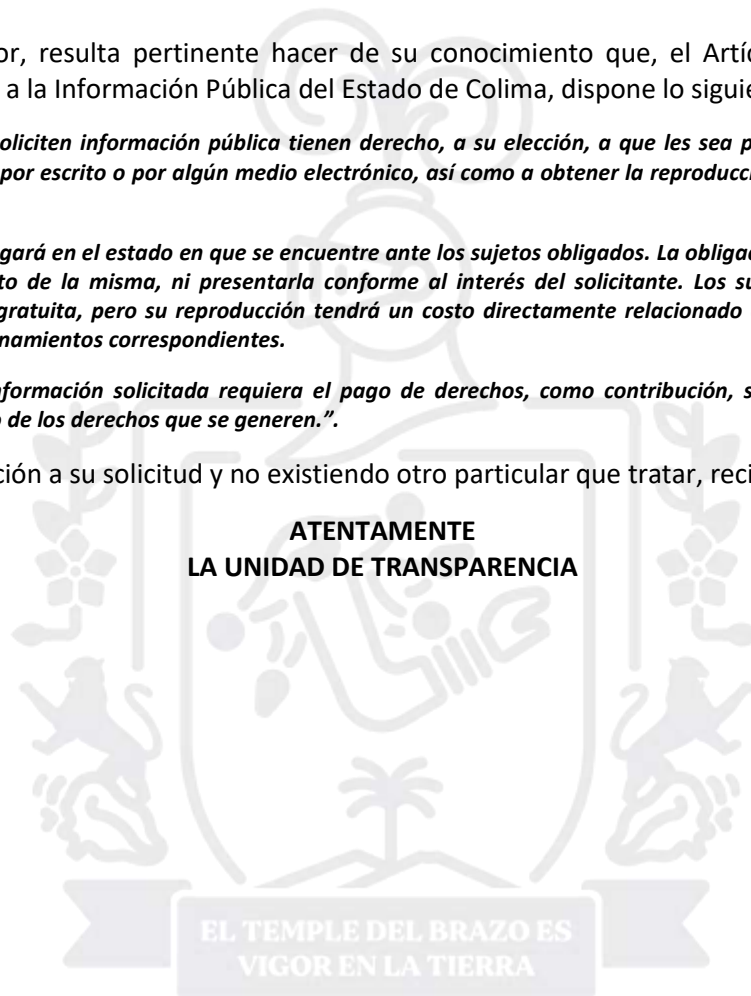 or, resulta pertinente hacer de su conocimiento que, el Artí
a la Información Pública del Estado de Colima, dispone lo siguie
soliciten información pública tienen derecho, a su elección, a que les sea p
por escrito o por algún medio electrónico, así como a obtener la reproducci
gará en el estado en que se encuentre ante los sujetos obligados. La obliga
to de la misma, ni presentarla conforme al interés del solicitante. Los su
gratuita, pero su reproducción tendrá un costo directamente relacionado
namientos correspondientes.
nformación solicitada requiera el pago de derechos, como contribución, s
o de los derechos que se generen.”.
ción a su solicitud y no existiendo otro particular que tratar, reci
ATENTAMENTE
LA UNIDAD DE TRANSPARENCIA
EL TEMPLE DEL BRAZO ES
VIGOR EN LA TIERRA